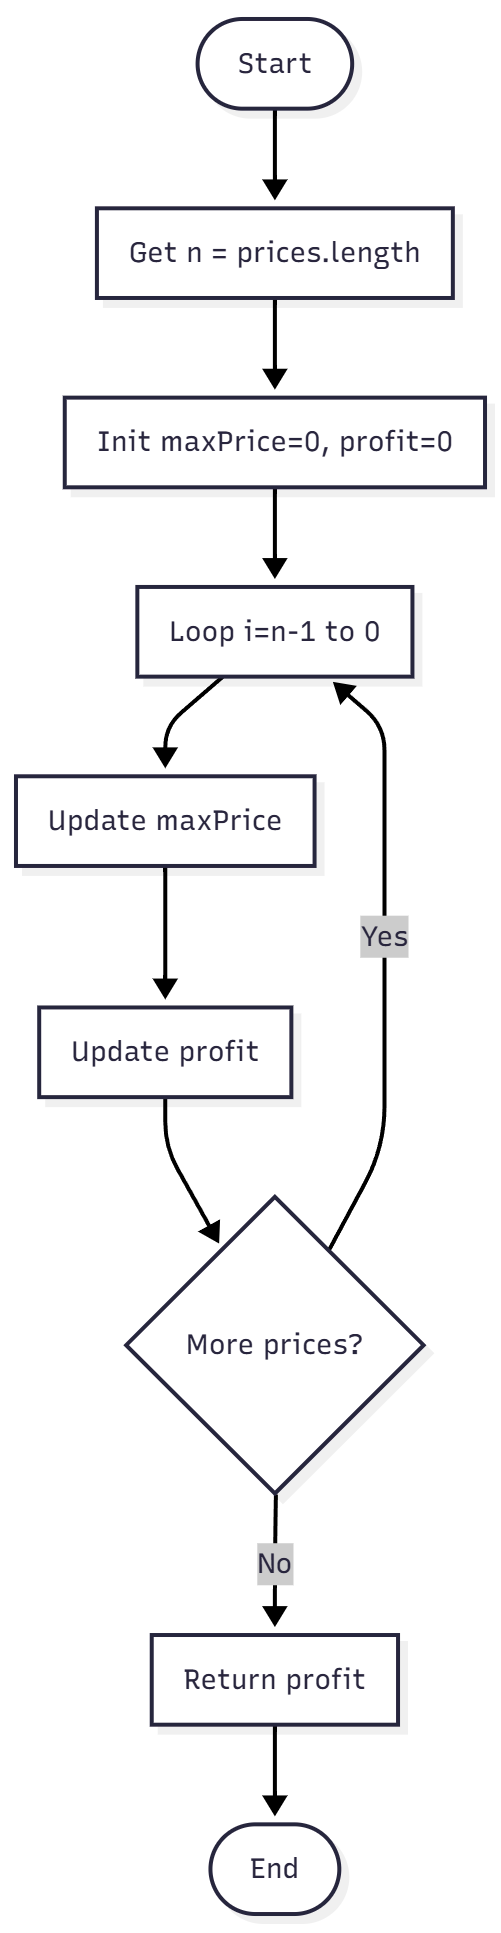 Start
Get n = prices.length
Init maxPrice=0, profit=0
Loop i=n-1 to 0
Update maxPrice
Yes
Update profit
More prices?
No
Return profit
End